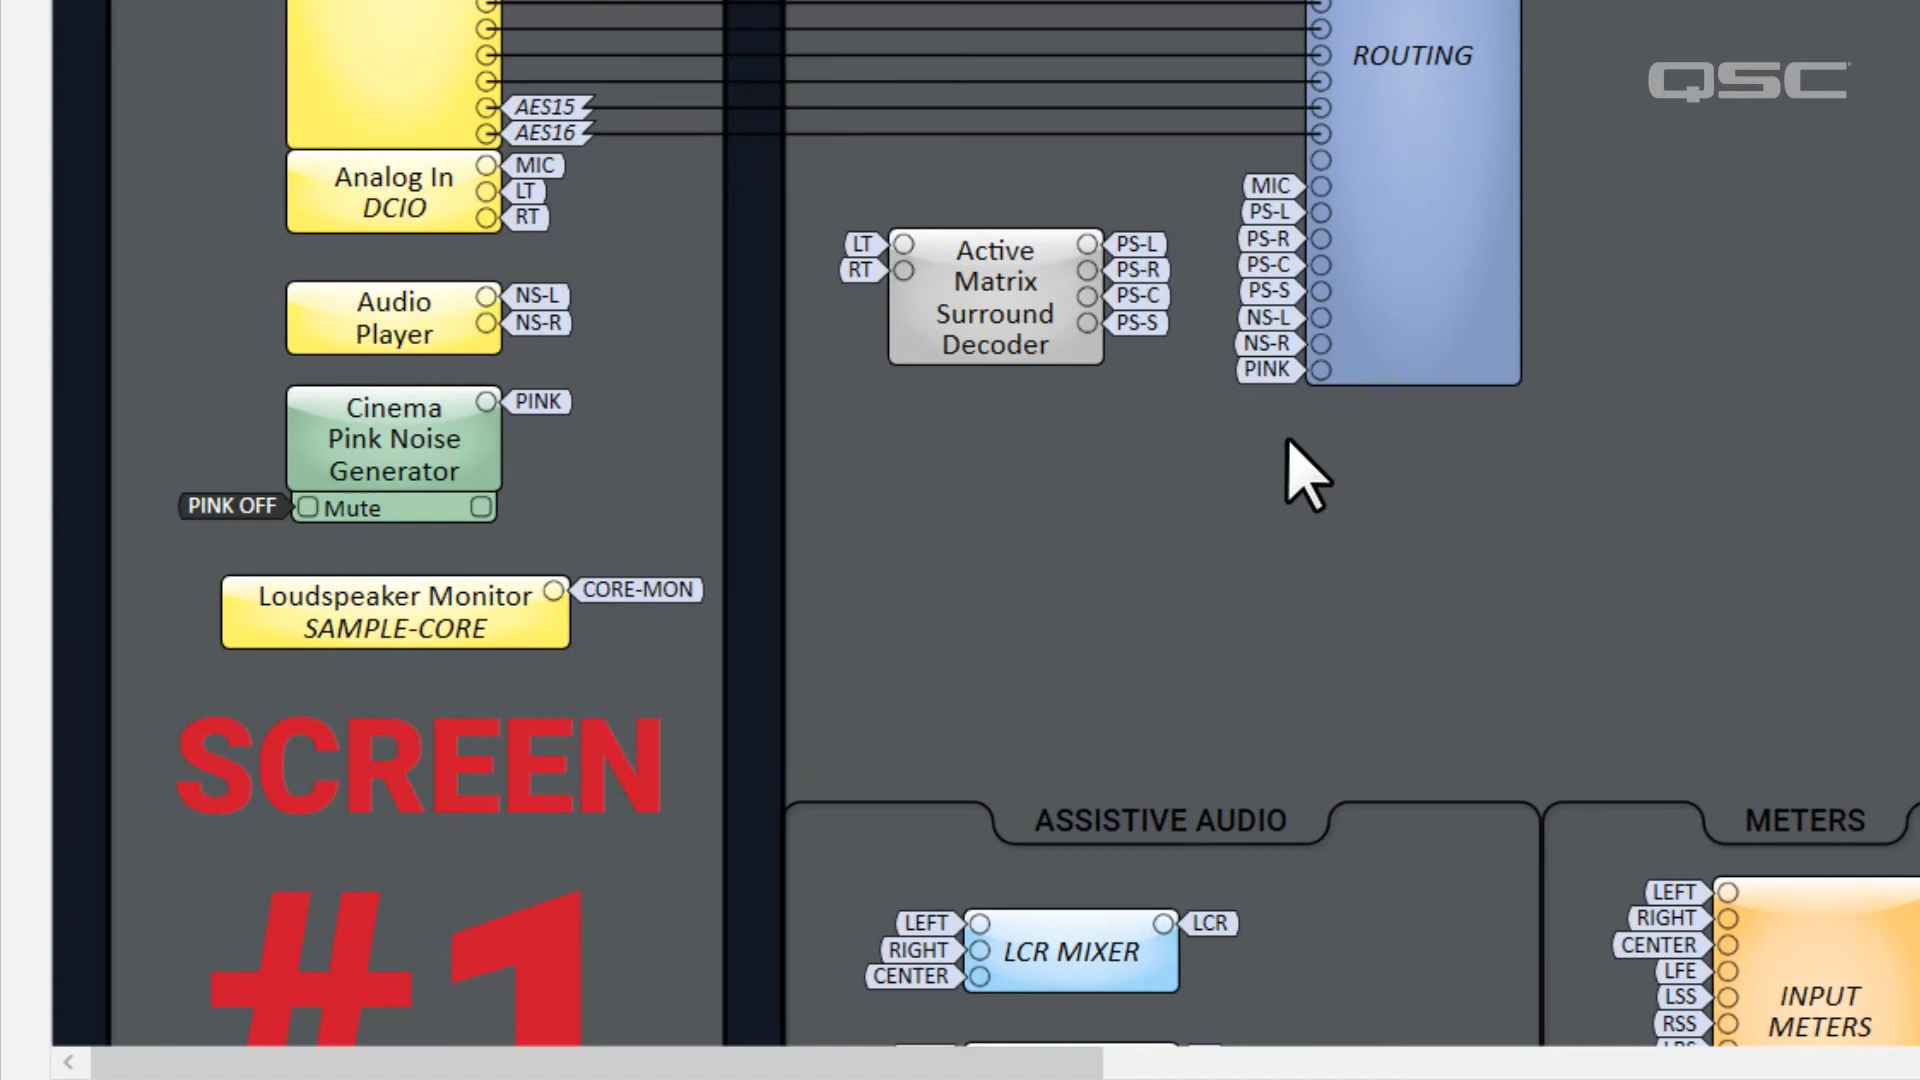 QSC
ROUTING
AES15
AES16
Analog In
DCIO
MIC
LT
RT
Audio
Player
NS-L
NS-R
Cinema
Pink Noise
Generator
PINK
PINK OFF
Mute
Loudspeaker Monitor
SAMPLE-CORE
CORE-MON
SCREEN
#1
LT
RT
Active
Matrix
Surround
Decoder
PS-L
PS-R
PS-C
PS-S
MIC
PS-L
PS-R
PS-C
PS-S
NS-L
NS-R
PINK
ASSISTIVE AUDIO
LEFT
RIGHT
CENTER
LCR MIXER
LCR
METERS
LEFT
RIGHT
CENTER
LFE
LSS
RSS
INPUT
METERS